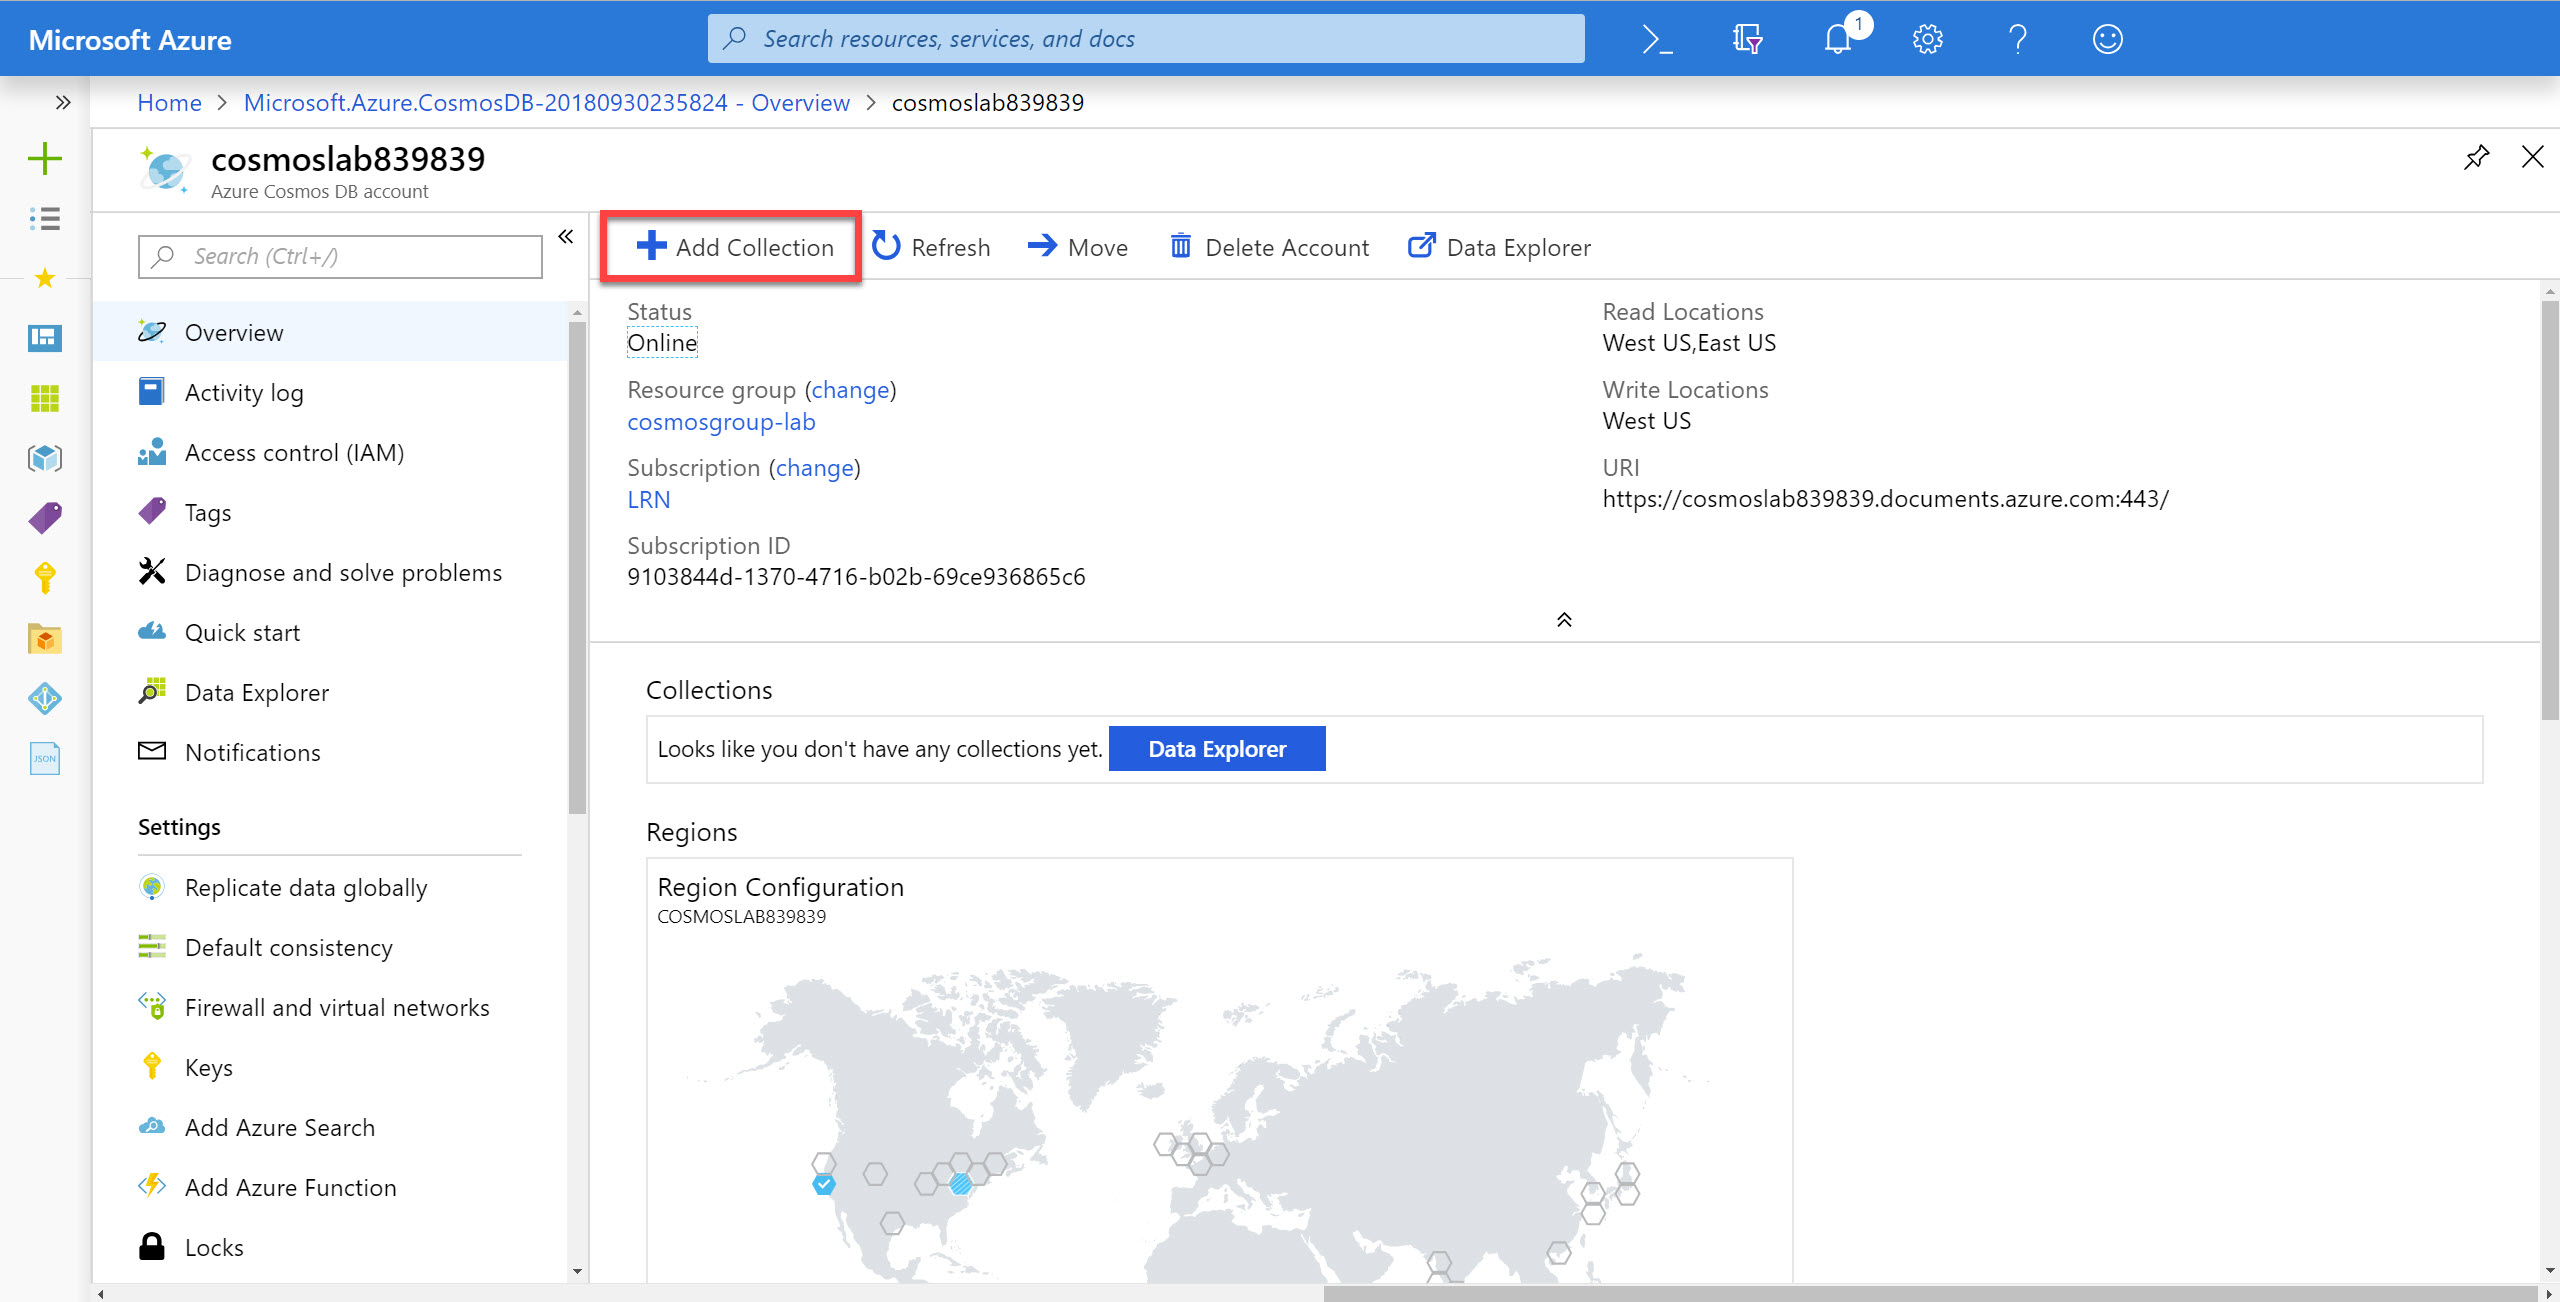 Microsoft Azure
Search resources, services, and docs
1
Home > Microsoft.Azure.CosmosDB-20180930235824 - Overview > cosmoslab839839
cosmoslab839839
Azure Cosmos DB account
Search (Ctrl+/)
Overview
Activity log
Access control (IAM)
Tags
Diagnose and solve problems
Quick start
Data Explorer
Notifications
Settings
Replicate data globally
Default consistency
Firewall and virtual networks
Keys
Add Azure Search
Add Azure Function
Locks
JSON
Add Collection Refresh Move Delete Account Data Explorer
Status
Online
Resource group (change)
cosmosgroup-lab
Subscription (change)
LRN
Subscription ID
9103844d-1370-4716-b02b-69ce936865c6
Read Locations
West US,East US
Write Locations
West US
URI
https://cosmoslab839839.documents.azure.com:443/
Collections
Looks like you don't have any collections yet. Data Explorer
Regions
Region Configuration
COSMOSLAB839839